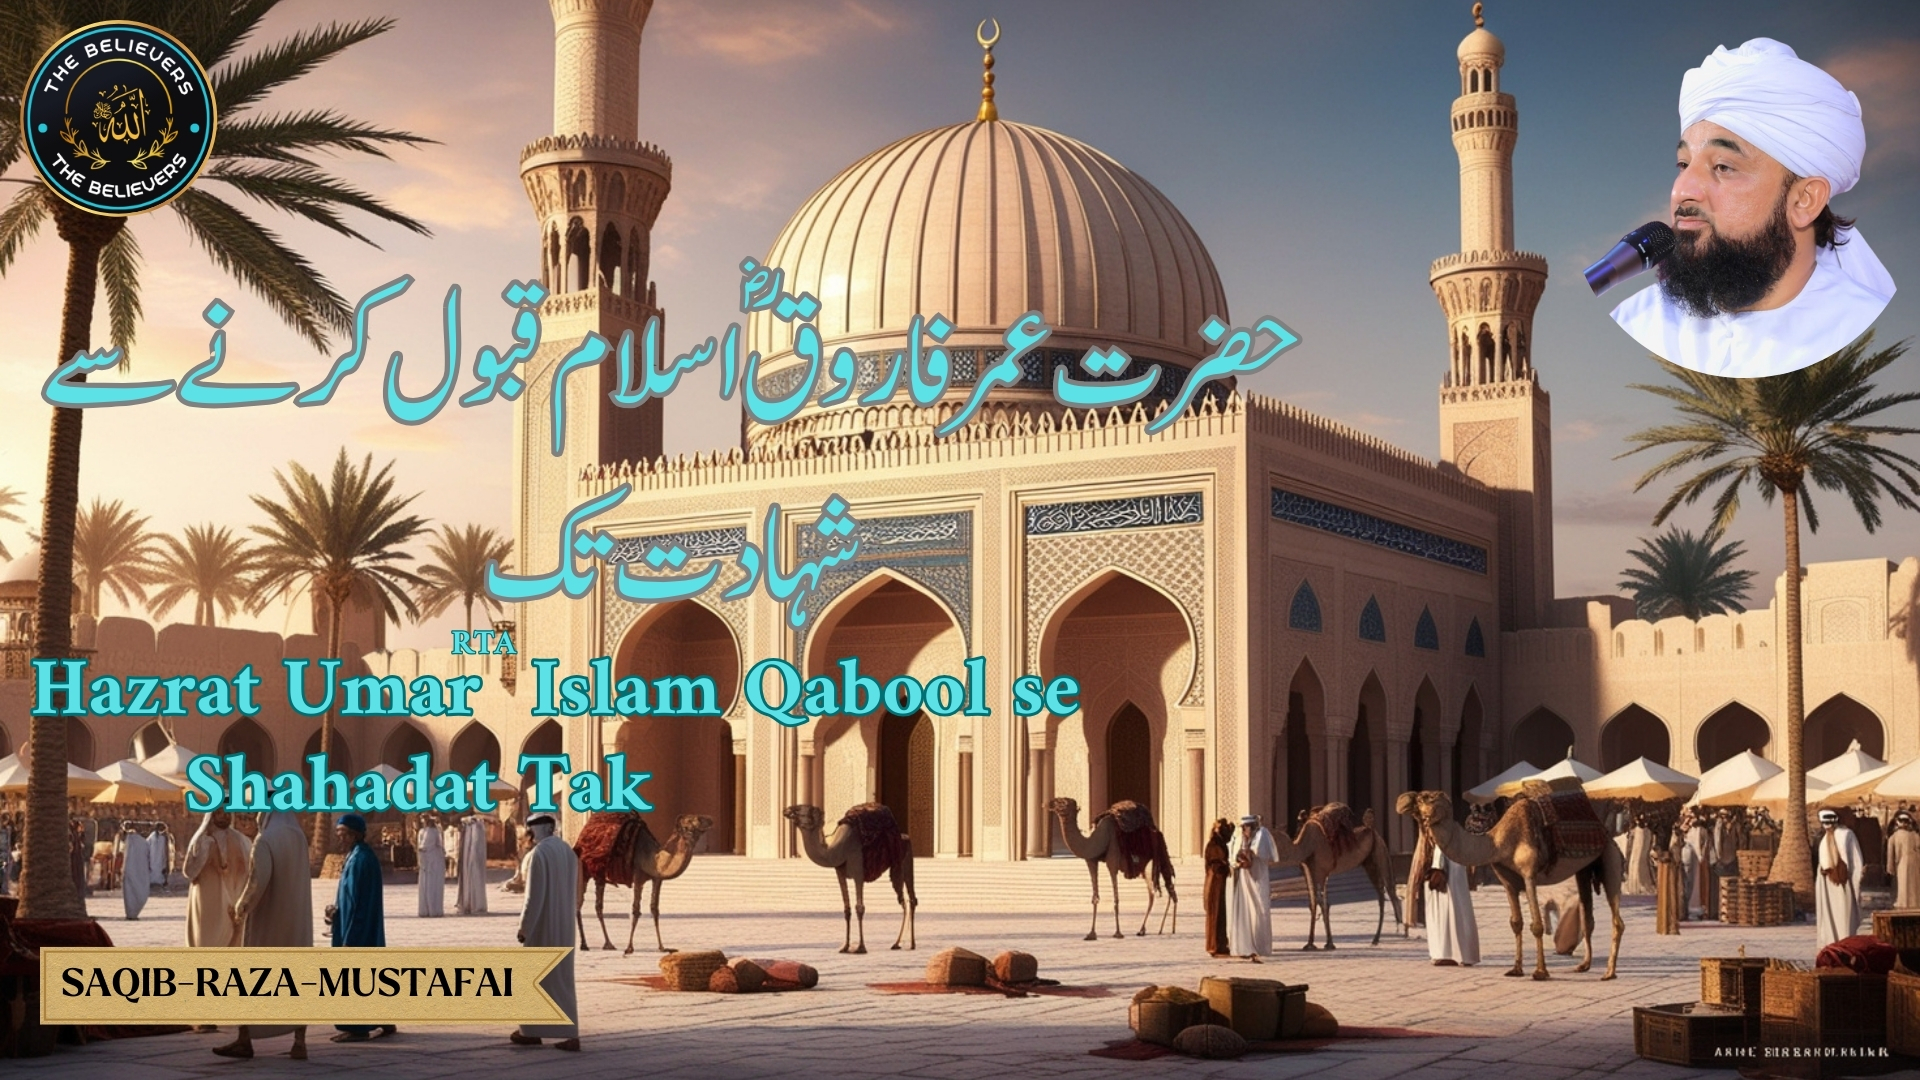 THE BELIEVERS
الله
THE BELIEVERS
حضرت عمر فاروقؓ اسلام قبول کرنے سے
شہادت تک
RTA
Hazrat Umar Islam Qabool se
Shahadat Tak
SAQIB-RAZA-MUSTAFAI